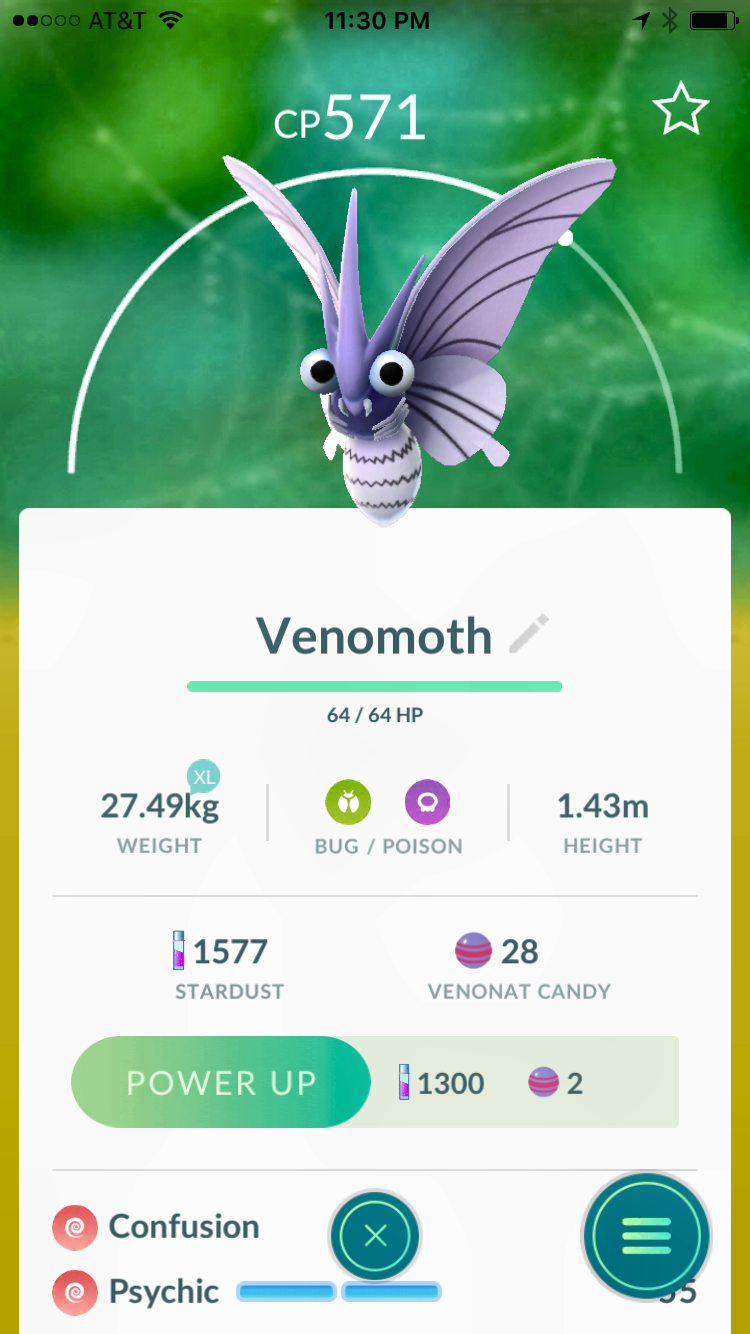 AT&T 11:30 PM
CP571
Venomoth
64 / 64 HP
XL
27.49kg 1.43m
WEIGHT BUG / POISON HEIGHT
1577 28
STARDUST VENONAT CANDY
POWER UP 1300 2
Confusion
Psychic